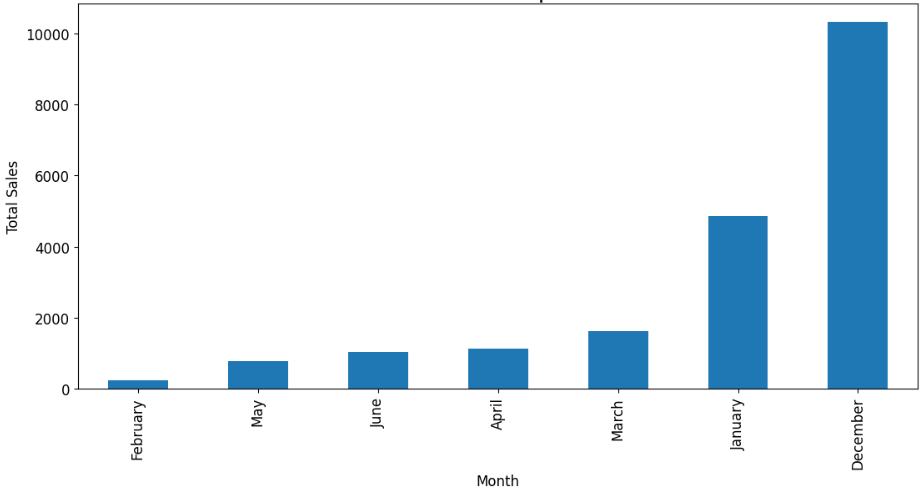 10000
8000
6000
4000
2000
0
Total Sales
February
May
June
April
March
January
December
Month